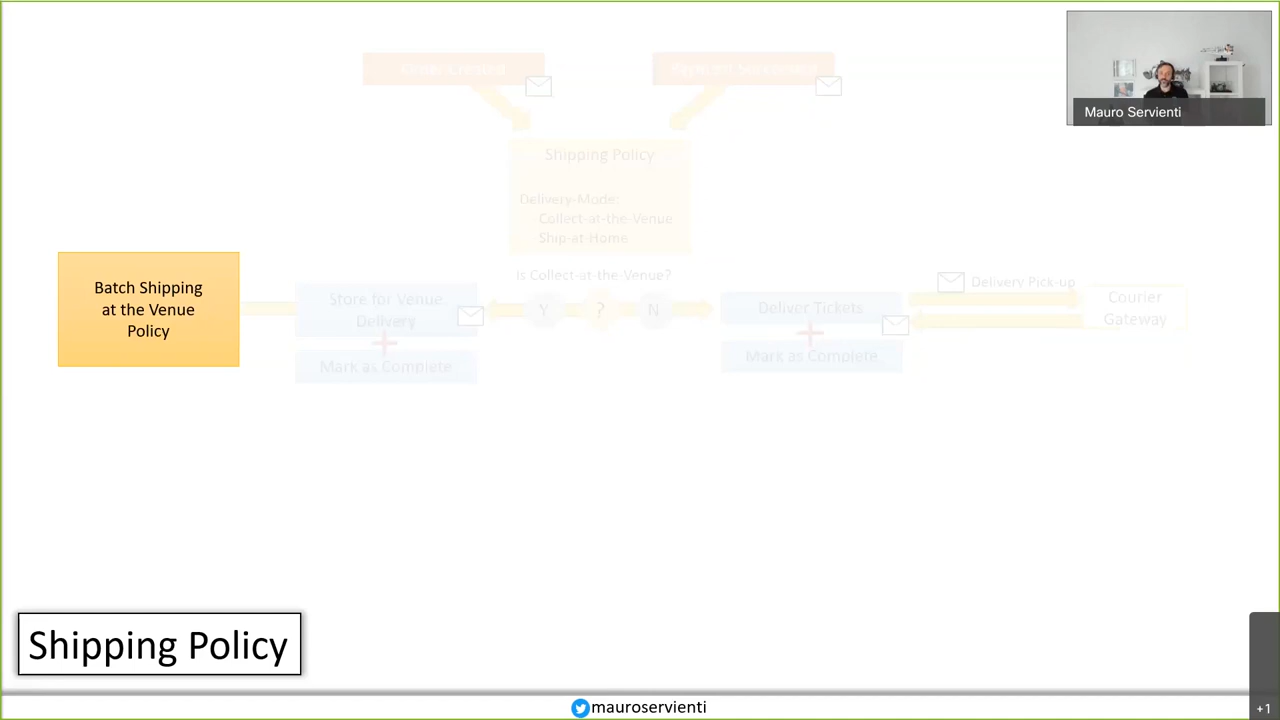 Mauro Servienti
Shipping Policy
Delivery-Mode:
Collect-at-the-Venue
Ship-at-Home
Is Collect-at-the-Venue?
Batch Shipping
at the Venue
Policy
Store for Venue
Delivery
Mark as Complete
Y
?
N
Deliver Tickets
Mark as Complete
Delivery Pick-up
Courier
Gateway
Shipping Policy
mauroservienti
+1